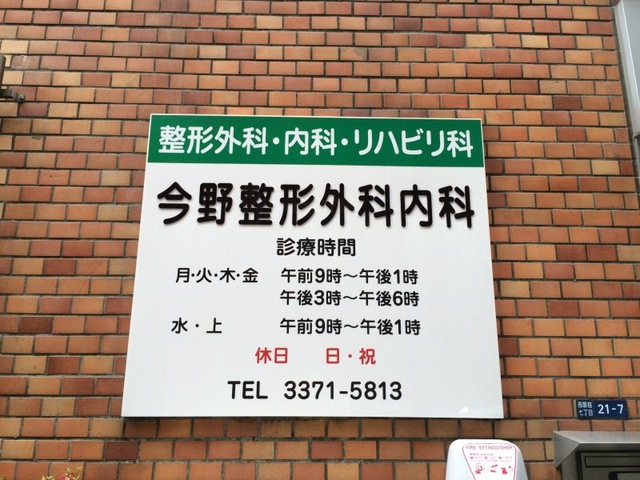 整形外科・内科・リハビリ科
今野整形外科内科
診療時間
月・火・木・金 午前9時～午後1時
午後3時～午後6時
水・上 午前9時～午後1時
休日 日・祝
TEL 3371-5813
西新宿
七丁目 21-7
FIRE EXTINGUISHER